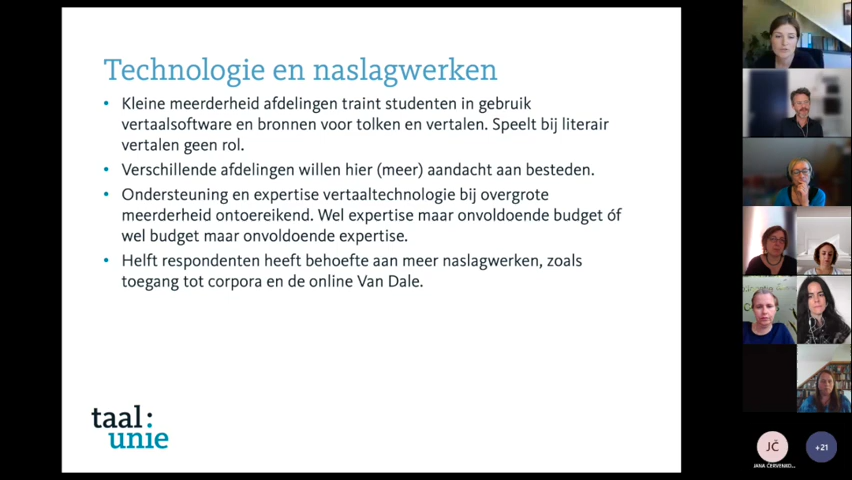 Technologie en naslagwerken
• Kleine meerderheid afdelingen traint studenten in gebruik
vertaalsoftware en bronnen voor tolken en vertalen. Speelt bij literair
vertalen geen rol.
• Verschillende afdelingen willen hier (meer) aandacht aan besteden.
• Ondersteuning en expertise vertaaltechnologie bij overgrote
meerderheid ontoereikend. Wel expertise maar onvoldoende budget óf
wel budget maar onvoldoende expertise.
• Helft respondenten heeft behoefte aan meer naslagwerken, zoals
toegang tot corpora en de online Van Dale.
taal:
unie
JČ
+21
JANA ČERVENKO...